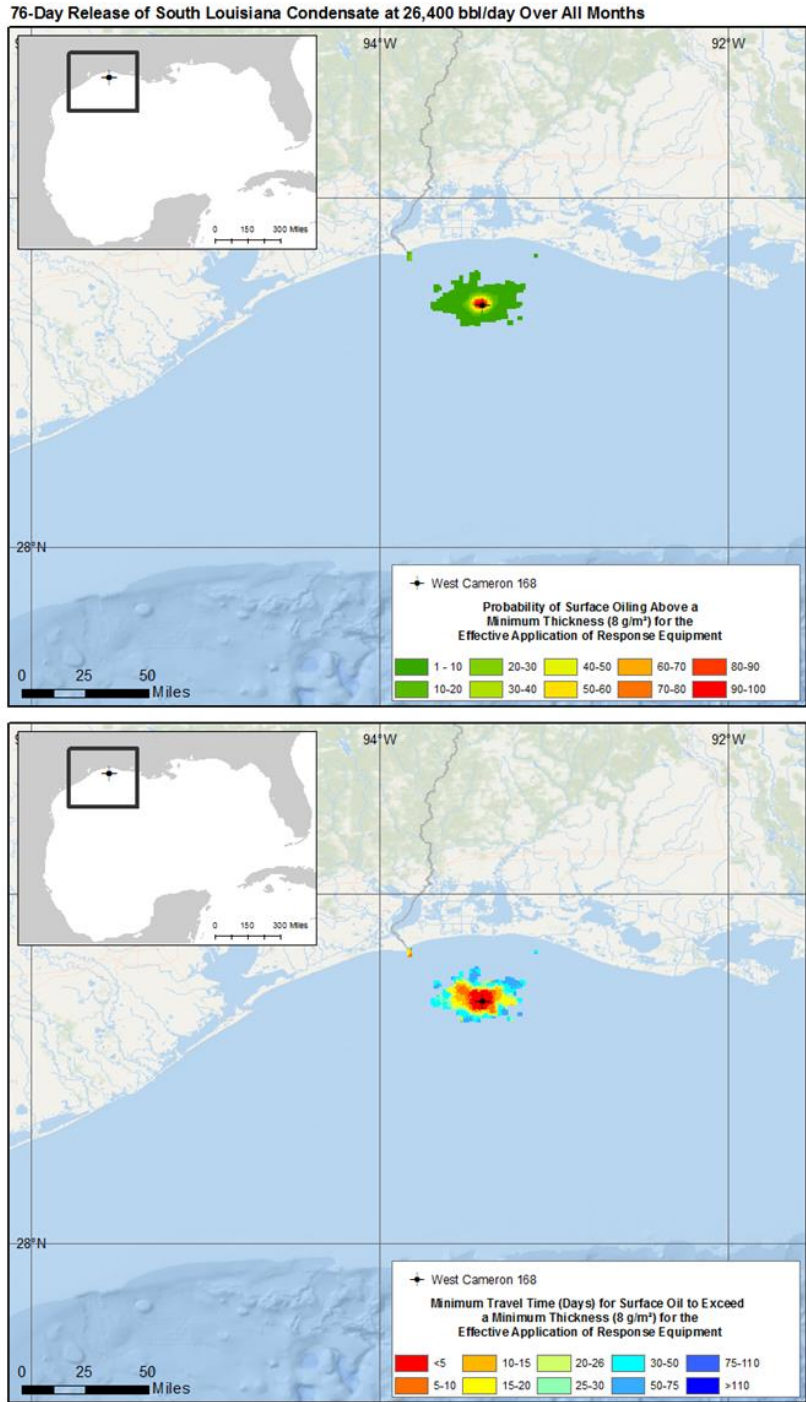 76-Day Release of South Louisiana Condensate at 26,400 bbl/day Over All Months
94°W
92°W
0 150 300 Miles
28°N
West Cameron 168
Probability of Surface Oiling Above a
Minimum Thickness (8 g/m²) for the
Effective Application of Response Equipment
1 - 10 20-30 40-50 60-70 80-90
10-20 30-40 50-60 70-80 90-100
0 25 50
Miles
94°W
92°W
0 150 300 Miles
28°N
West Cameron 168
Minimum Travel Time (Days) for Surface Oil to Exceed
a Minimum Thickness (8 g/m²) for the
Effective Application of Response Equipment
<5 10-15 20-26 30-50 75-110
5-10 15-20 25-30 50-75 >110
0 25 50
Miles